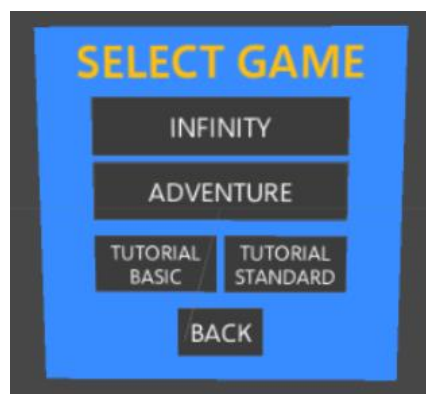 SELECT GAME
INFINITY
ADVENTURE
TUTORIAL
BASIC
TUTORIAL
STANDARD
BACK